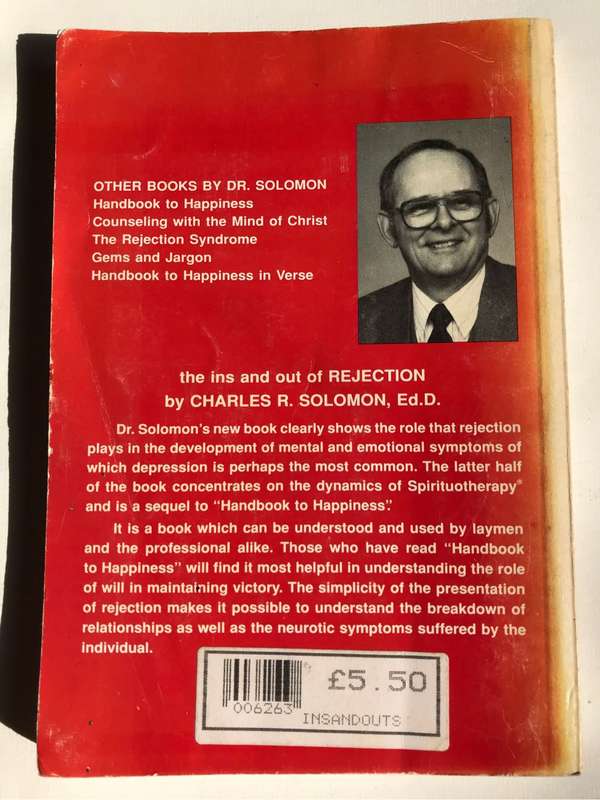 OTHER BOOKS BY DR. SOLOMON
Handbook to Happiness
Counseling with the Mind of Christ
The Rejection Syndrome
Gems and Jargon
Handbook to Happiness in Verse
the ins and out of REJECTION
by CHARLES R. SOLOMON, Ed.D.
Dr. Solomon's new book clearly shows the role that rejection
plays in the development of mental and emotional symptoms of
which depression is perhaps the most common. The latter half
of the book concentrates on the dynamics of Spirituotherapy®
and is a sequel to "Handbook to Happiness."
It is a book which can be understood and used by laymen
and the professional alike. Those who have read "Handbook
to Happiness" will find it most helpful in understanding the role
of will in maintaining victory. The simplicity of the presentation
of rejection makes it possible to understand the breakdown of
relationships as well as the neurotic symptoms suffered by the
individual.
£5.50
006263
INSANDOUTS